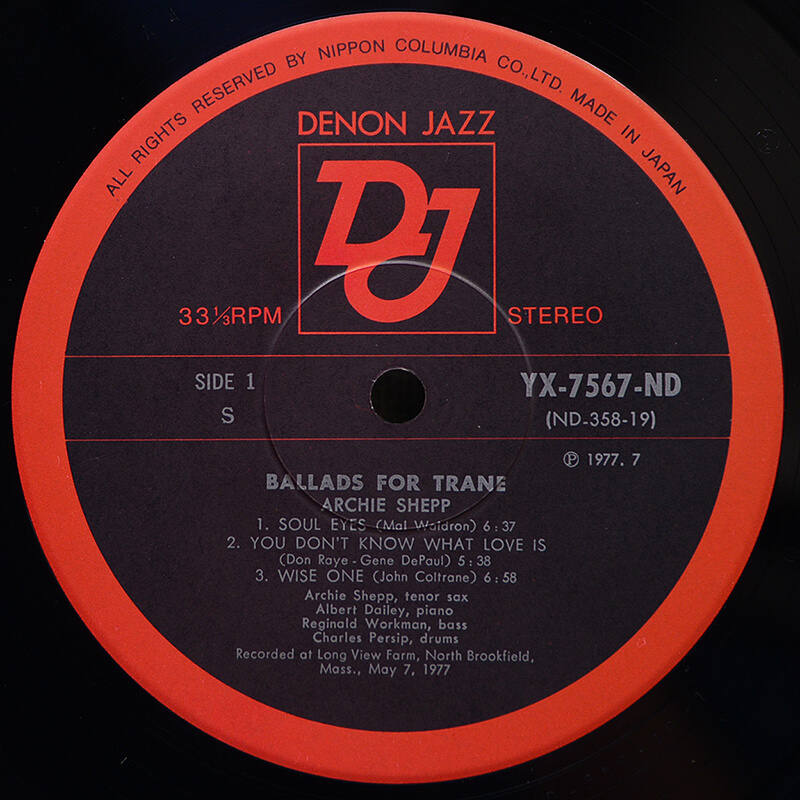 ALL RIGHTS RESERVED BY NIPPON COLUMBIA CO.,LTD. MADE IN JAPAN
DENON JAZZ
DJ
33⅓RPM STEREO
SIDE 1 YX-7567-ND
S (ND-358-19)
Ⓟ 1977. 7
BALLADS FOR TRANE
ARCHIE SHEPP
1. SOUL EYES (Mal Waldron) 6:37
2. YOU DON'T KNOW WHAT LOVE IS
(Don Raye - Gene DePaul) 5:38
3. WISE ONE (John Coltrane) 6:58
Archie Shepp, tenor sax
Albert Dailey, piano
Reginald Workman, bass
Charles Persip, drums
Recorded at Long View Farm, North Brookfield,
Mass., May 7, 1977